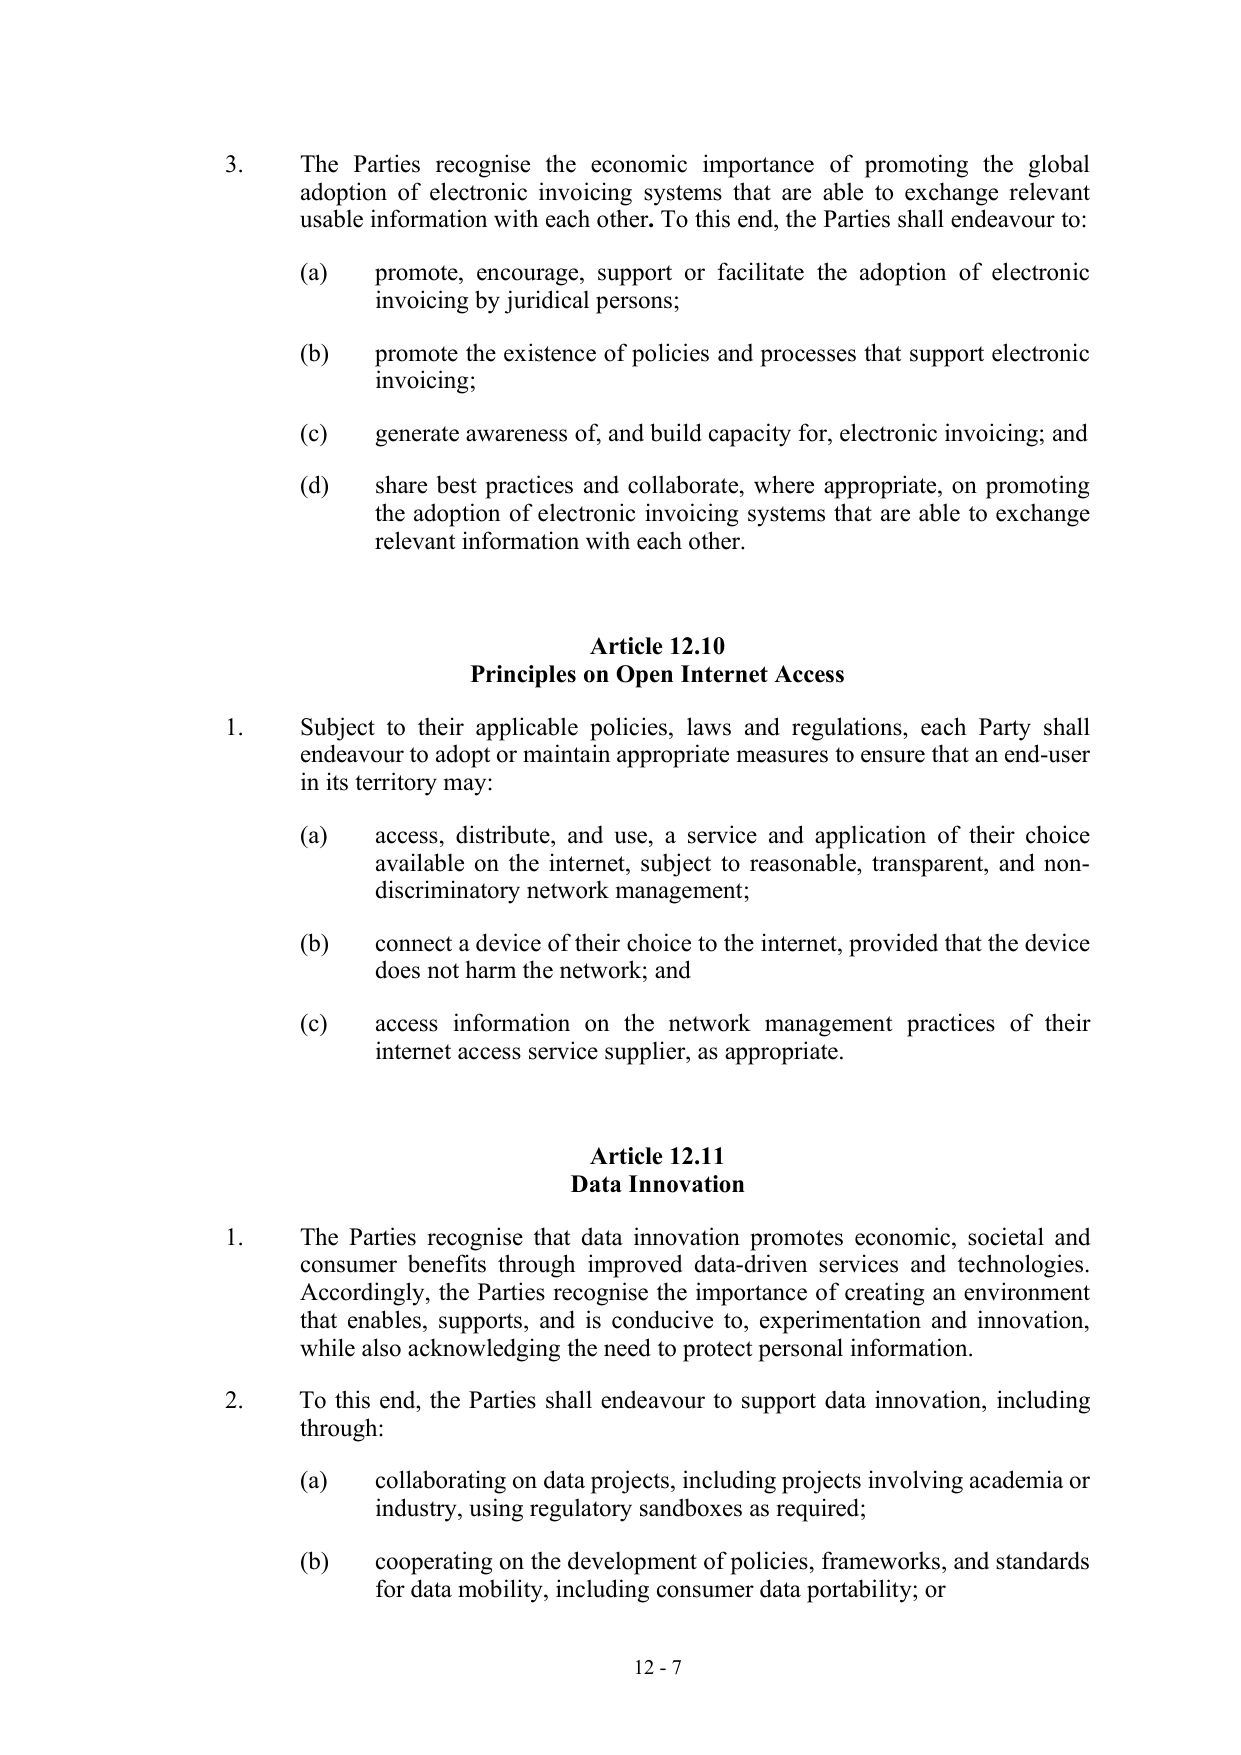 3. The Parties recognise the economic importance of promoting the global
adoption of electronic invoicing systems that are able to exchange relevant
usable information with each other. To this end, the Parties shall endeavour to:
(a) promote, encourage, support or facilitate the adoption of electronic
invoicing by juridical persons;
(b) promote the existence of policies and processes that support electronic
invoicing;
(c) generate awareness of, and build capacity for, electronic invoicing; and
(d) share best practices and collaborate, where appropriate, on promoting
the adoption of electronic invoicing systems that are able to exchange
relevant information with each other.
Article 12.10
Principles on Open Internet Access
1. Subject to their applicable policies, laws and regulations, each Party shall
endeavour to adopt or maintain appropriate measures to ensure that an end-user
in its territory may:
(a) access, distribute, and use, a service and application of their choice
available on the internet, subject to reasonable, transparent, and non-
discriminatory network management;
(b) connect a device of their choice to the internet, provided that the device
does not harm the network; and
(c) access information on the network management practices of their
internet access service supplier, as appropriate.
Article 12.11
Data Innovation
1. The Parties recognise that data innovation promotes economic, societal and
consumer benefits through improved data-driven services and technologies.
Accordingly, the Parties recognise the importance of creating an environment
that enables, supports, and is conducive to, experimentation and innovation,
while also acknowledging the need to protect personal information.
2. To this end, the Parties shall endeavour to support data innovation, including
through:
(a) collaborating on data projects, including projects involving academia or
industry, using regulatory sandboxes as required;
(b) cooperating on the development of policies, frameworks, and standards
for data mobility, including consumer data portability; or
12 - 7